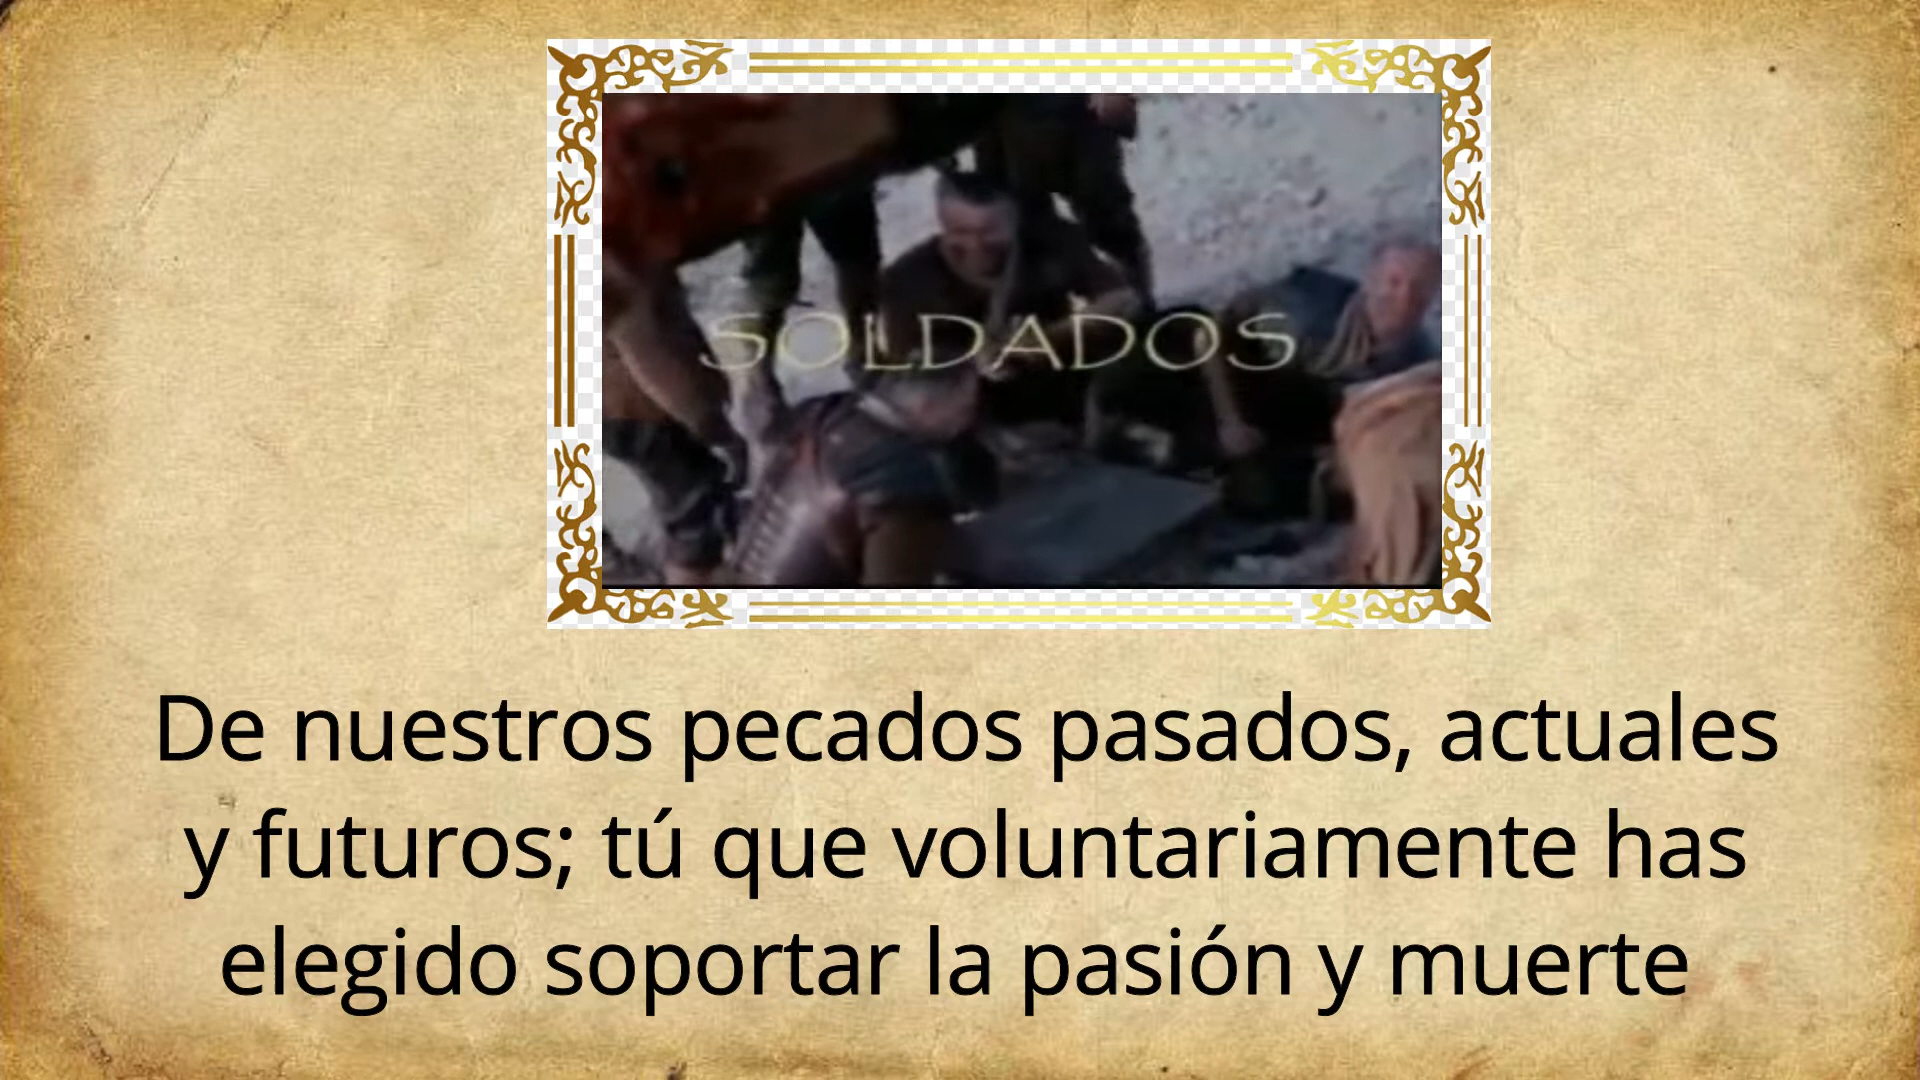 SOLDADOS
De nuestros pecados pasados, actuales
y futuros; tú que voluntariamente has
elegido soportar la pasión y muerte